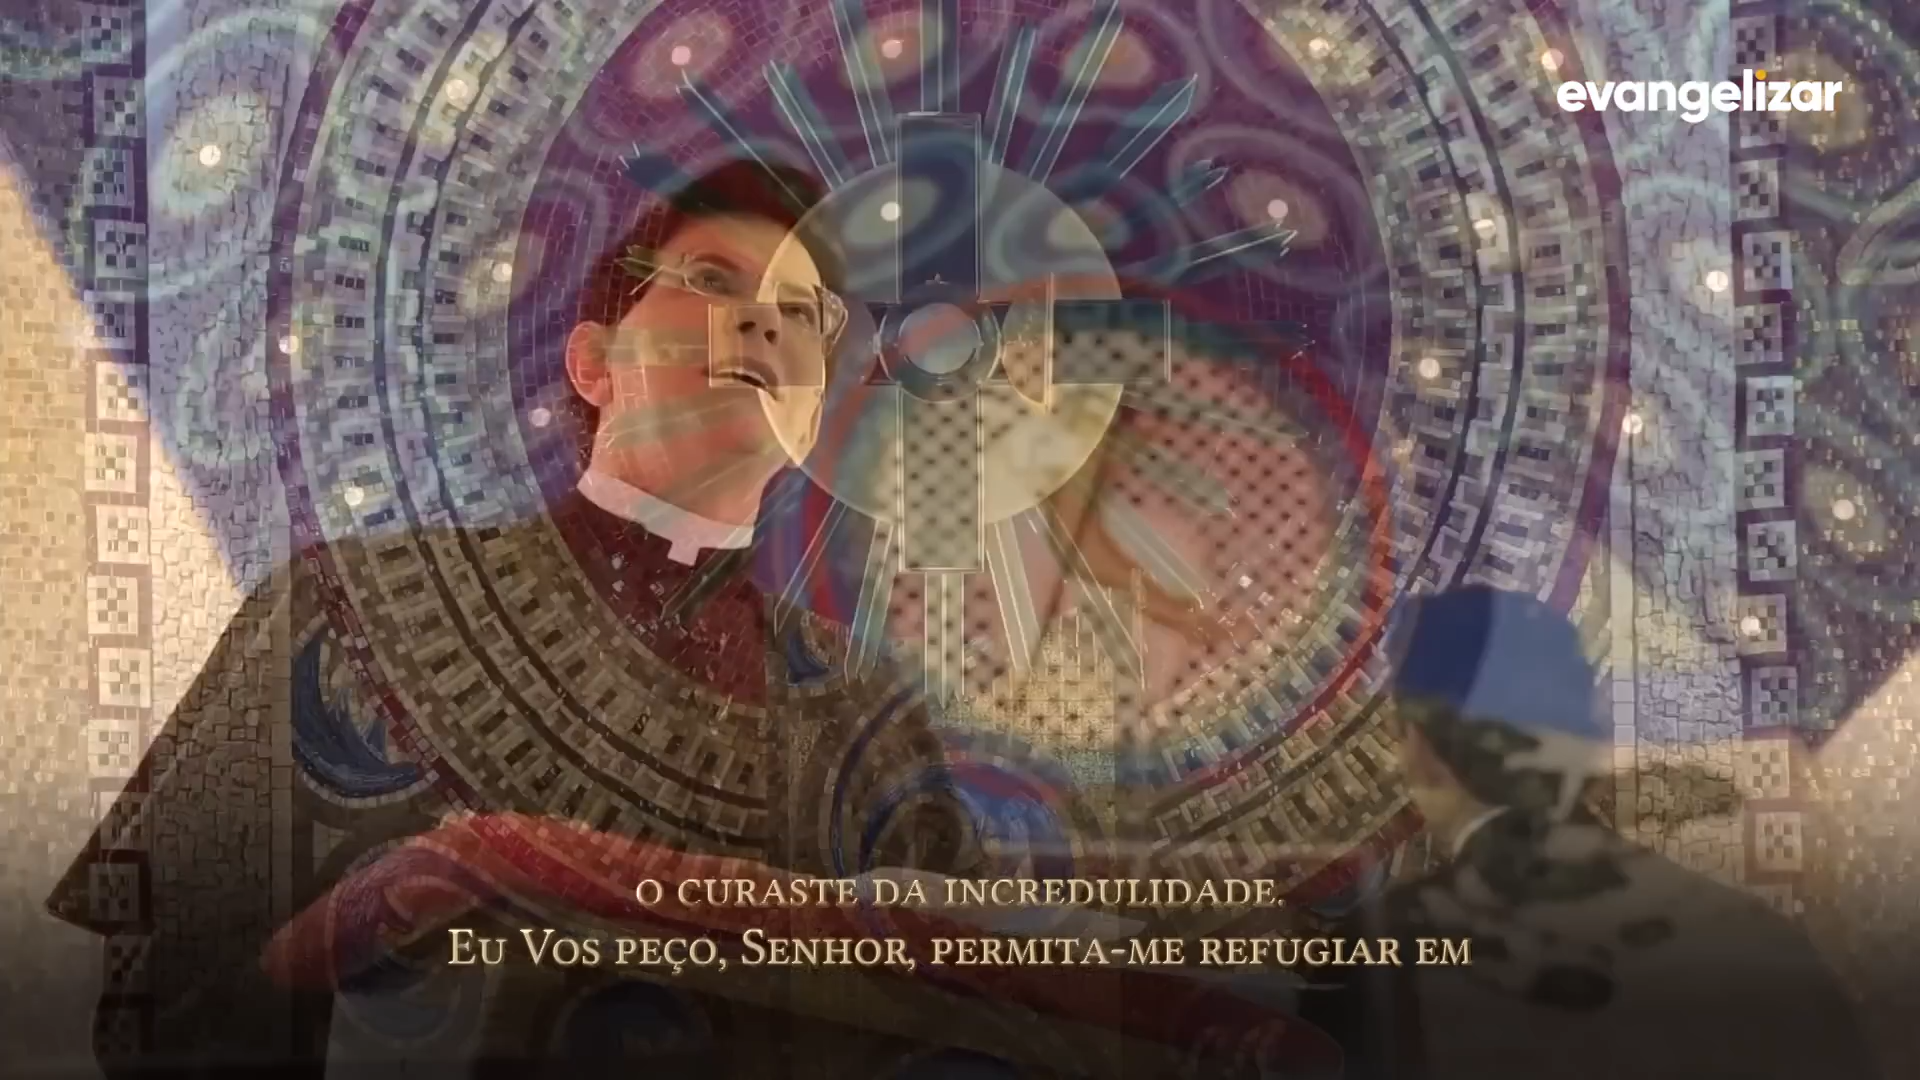 evangelizar
O CURASTE DA INCREDULIDADE.
EU VOS PEÇO, SENHOR, PERMITA-ME REFUGIAR EM